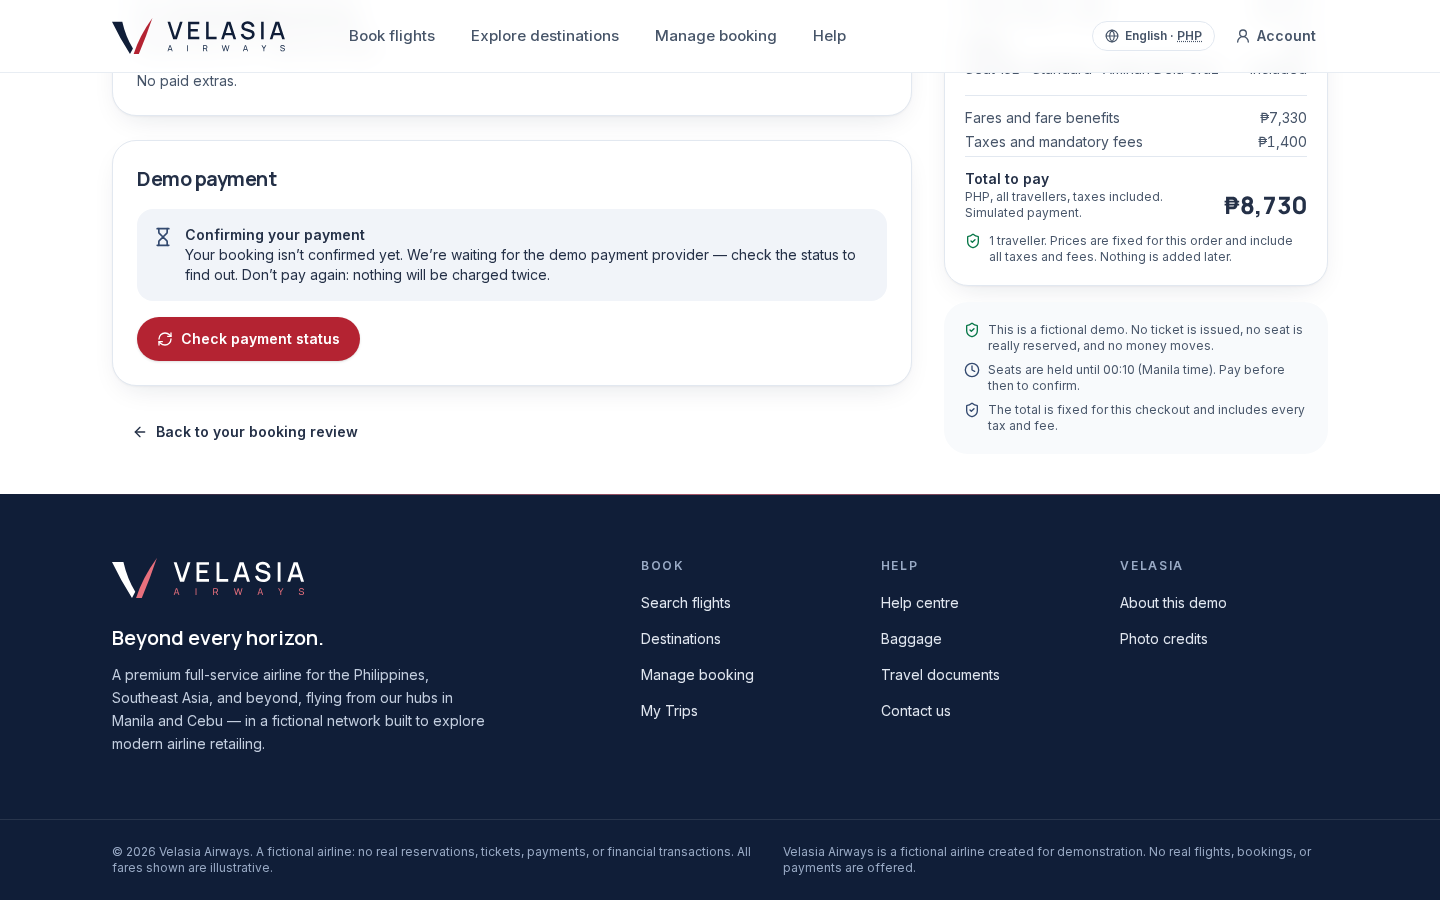 VELASIA
AIRWAYS
Book flights
Explore destinations
Manage booking
Help
English · PHP
Account
No paid extras.
Demo payment
Confirming your payment
Your booking isn’t confirmed yet. We’re waiting for the demo payment provider — check the status to
find out. Don’t pay again: nothing will be charged twice.
Check payment status
Back to your booking review
Fares and fare benefits ₱7,330
Taxes and mandatory fees ₱1,400
Total to pay
PHP, all travellers, taxes included.
Simulated payment.
₱8,730
1 traveller. Prices are fixed for this order and include
all taxes and fees. Nothing is added later.
This is a fictional demo. No ticket is issued, no seat is
really reserved, and no money moves.
Seats are held until 00:10 (Manila time). Pay before
then to confirm.
The total is fixed for this checkout and includes every
tax and fee.
VELASIA
AIRWAYS
Beyond every horizon.
A premium full-service airline for the Philippines,
Southeast Asia, and beyond, flying from our hubs in
Manila and Cebu — in a fictional network built to explore
modern airline retailing.
BOOK
Search flights
Destinations
Manage booking
My Trips
HELP
Help centre
Baggage
Travel documents
Contact us
VELASIA
About this demo
Photo credits
© 2026 Velasia Airways. A fictional airline: no real reservations, tickets, payments, or financial transactions. All
fares shown are illustrative.
Velasia Airways is a fictional airline created for demonstration. No real flights, bookings, or
payments are offered.